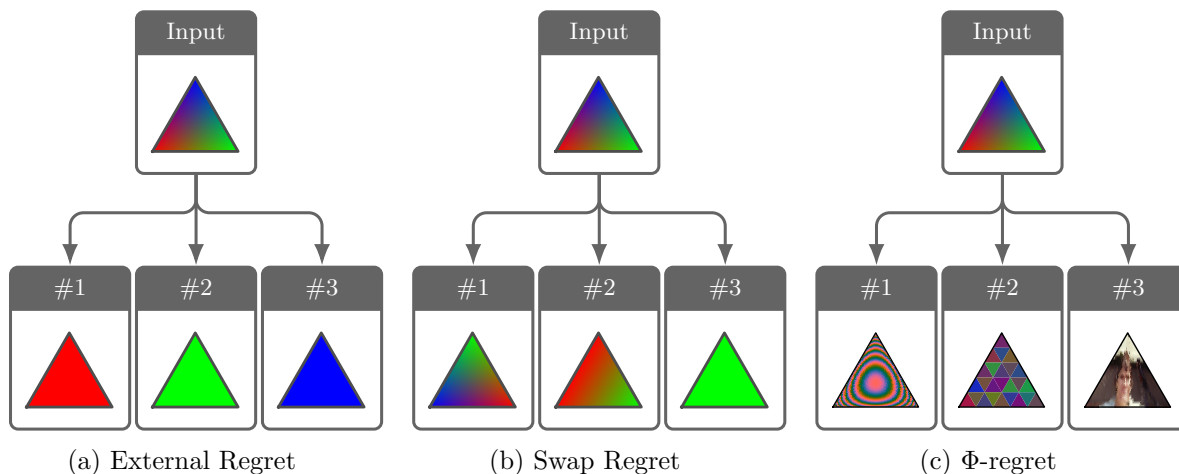 Input
Input
Input
#1 #2 #3
#1 #2 #3
#1 #2 #3
(a) External Regret
(b) Swap Regret
(c) Φ-regret